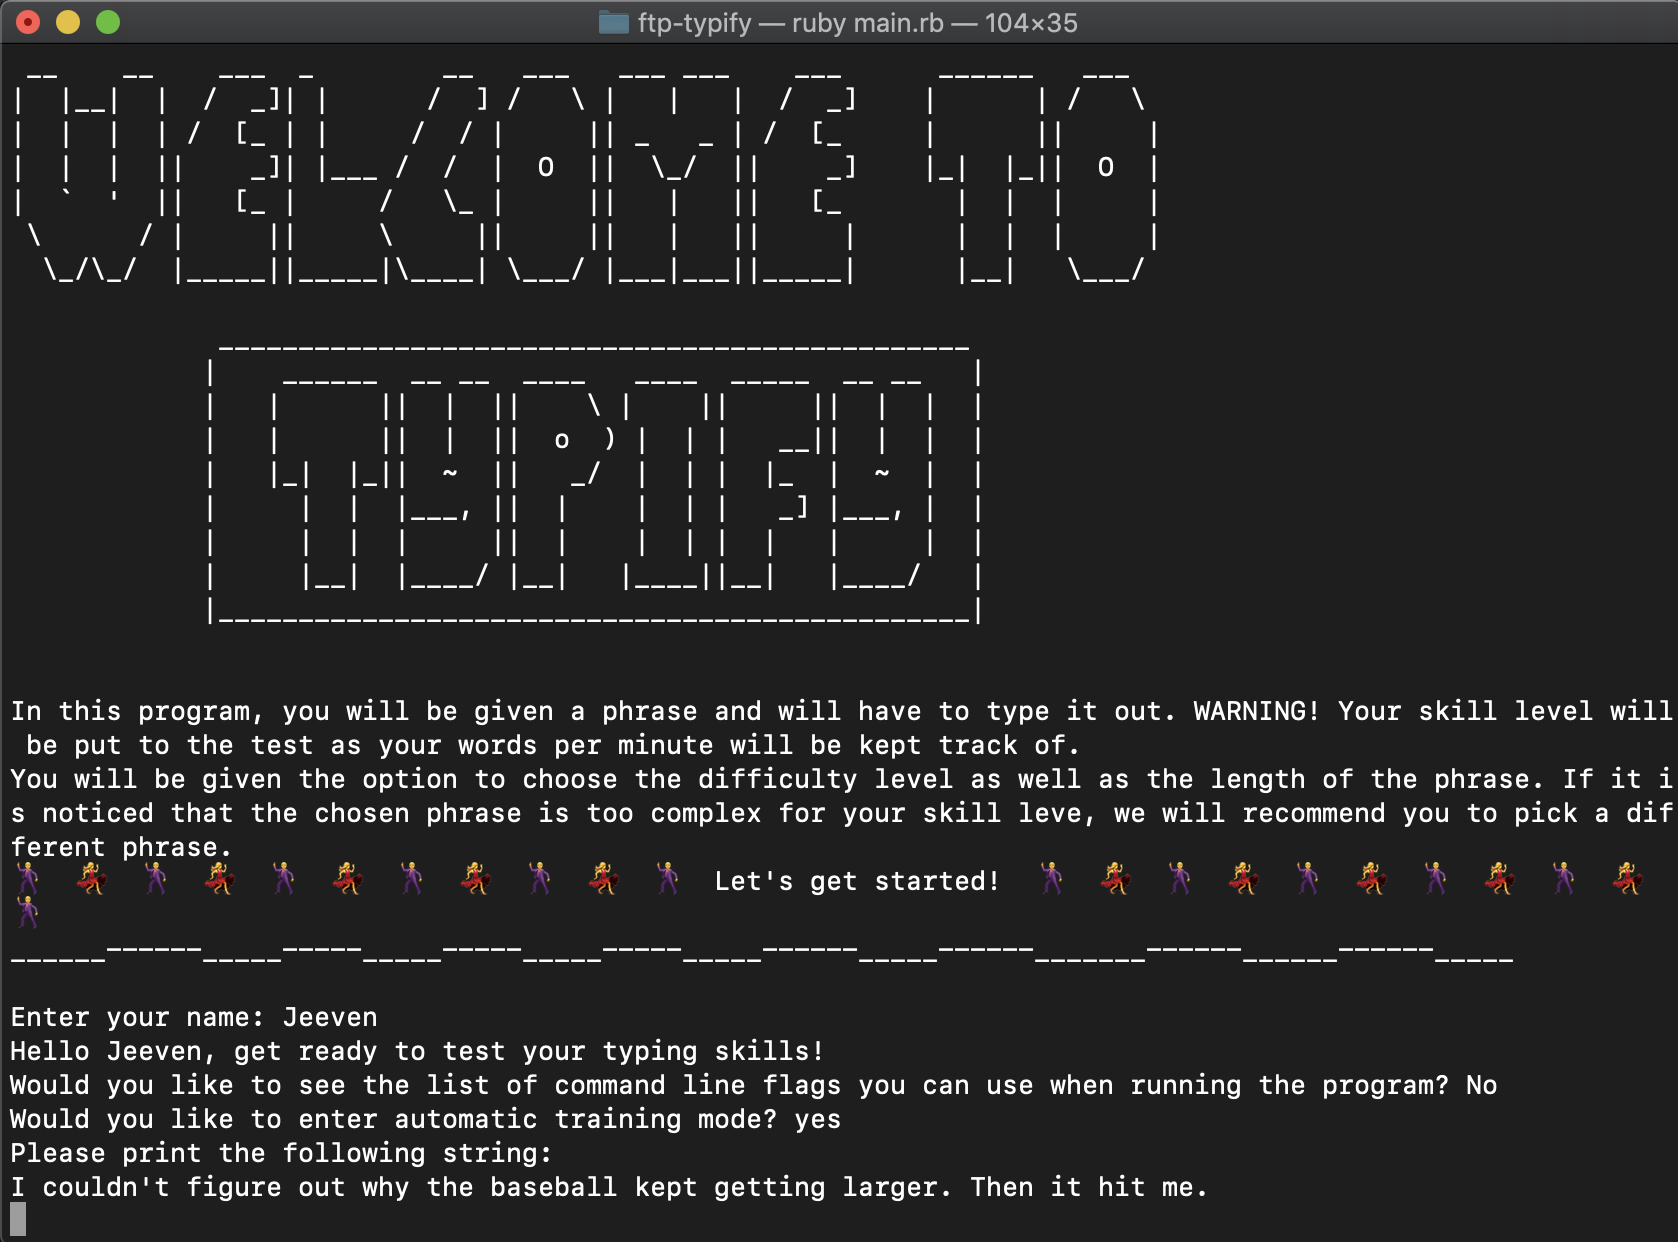 ftp-typify — ruby main.rb — 104×35
WELCOME TO
TYPIFY
In this program, you will be given a phrase and will have to type it out. WARNING! Your skill level will
be put to the test as your words per minute will be kept track of.
You will be given the option to choose the difficulty level as well as the length of the phrase. If it i
s noticed that the chosen phrase is too complex for your skill leve, we will recommend you to pick a dif
ferent phrase.
Let's get started!
Enter your name: Jeeven
Hello Jeeven, get ready to test your typing skills!
Would you like to see the list of command line flags you can use when running the program? No
Would you like to enter automatic training mode? yes
Please print the following string:
I couldn't figure out why the baseball kept getting larger. Then it hit me.